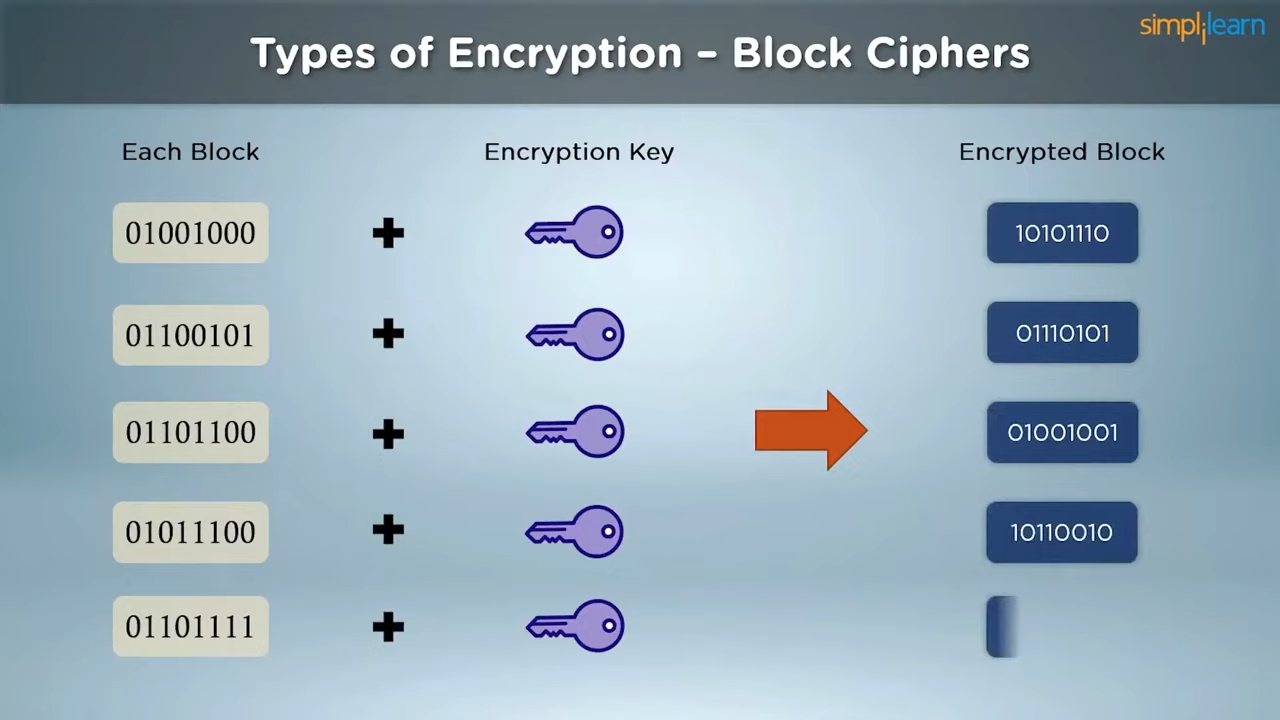 simplilearn
Types of Encryption – Block Ciphers
Each Block
Encryption Key
Encrypted Block
01001000
10101110
01100101
01110101
01101100
01001001
01011100
10110010
01101111